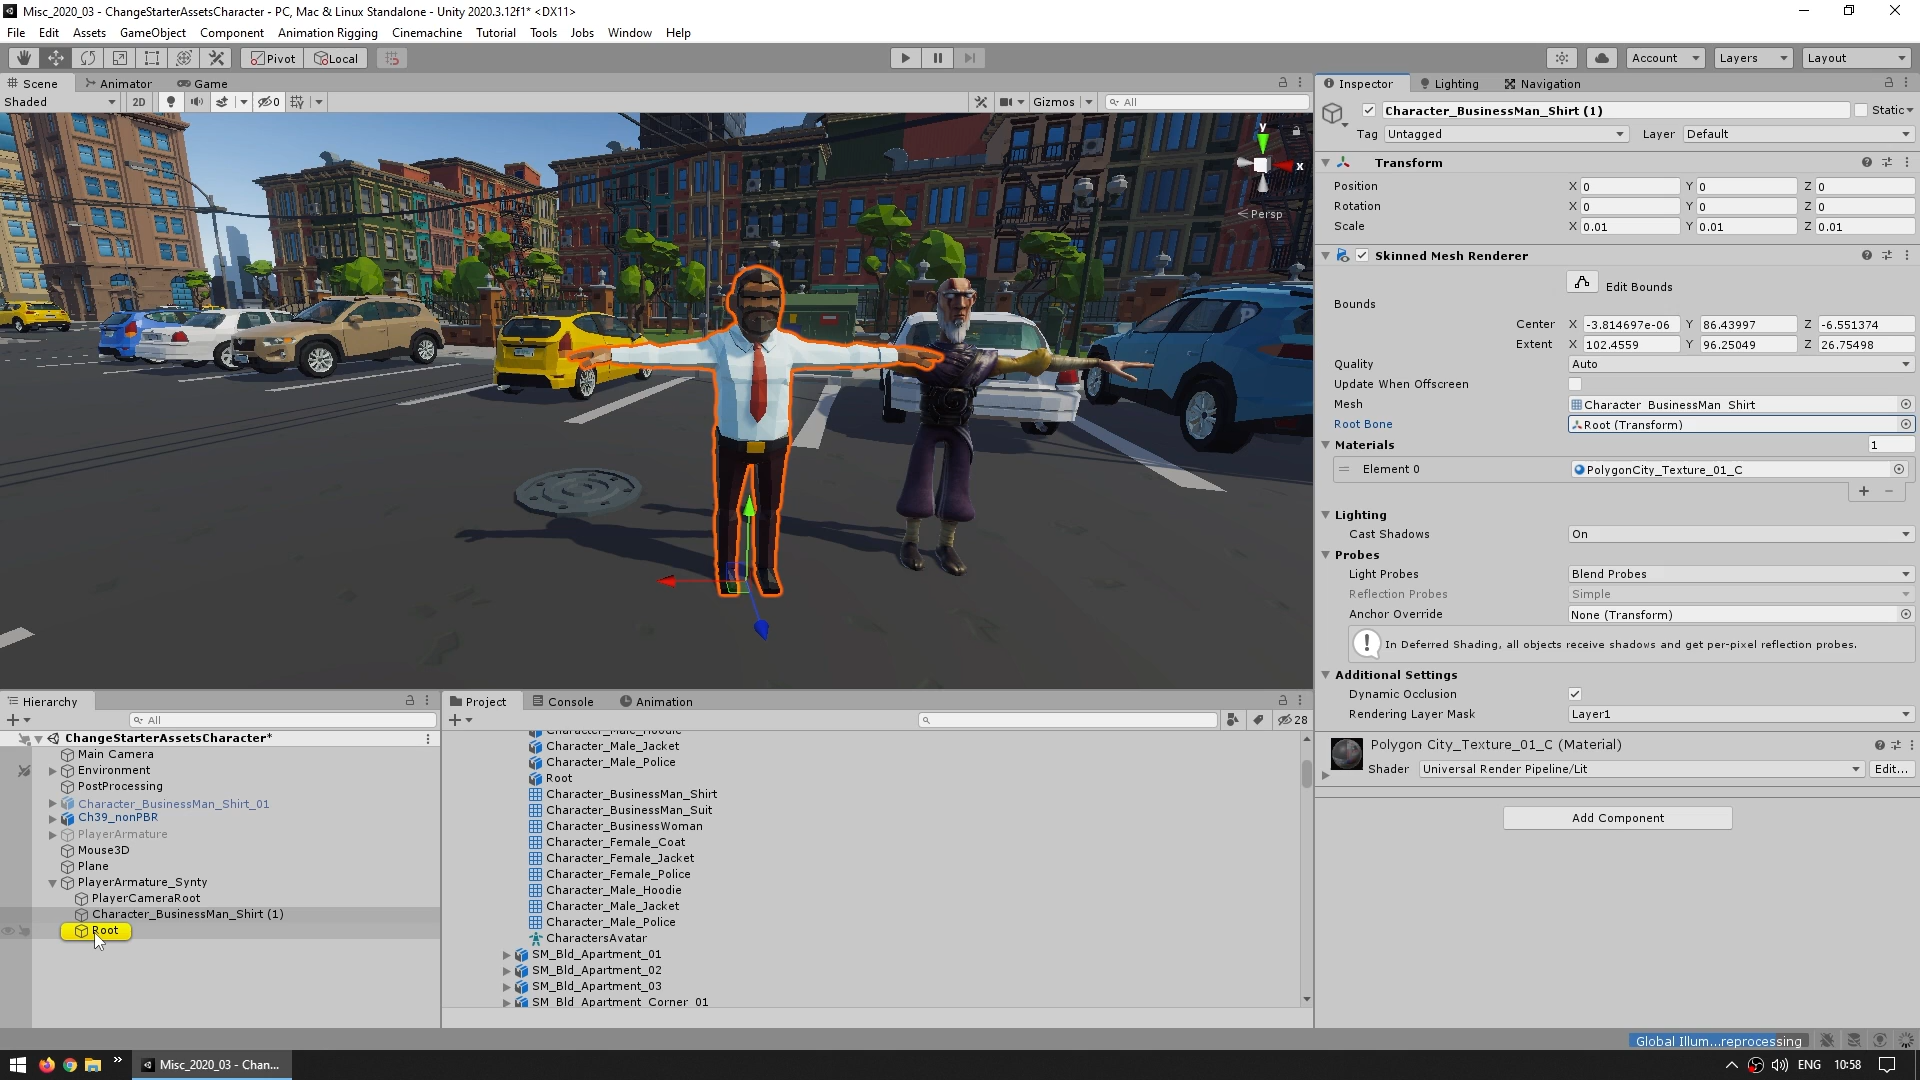 Misc_2020_03 - ChangeStarterAssetsCharacter - PC, Mac & Linux Standalone - Unity 2020.3.12f1* <DX11>
File Edit Assets GameObject Component Animation Rigging Cinemachine Tutorial Tools Jobs Window Help
Pivot Local Account Layers Layout
Scene Animator Game
Shaded 2D 0 Gizmos All
y
x
Persp
Inspector Lighting Navigation
Character_BusinessMan_Shirt (1) Static
Tag Untagged Layer Default
Transform
Position X 0 Y 0 Z 0
Rotation X 0 Y 0 Z 0
Scale X 0.01 Y 0.01 Z 0.01
Skinned Mesh Renderer
Edit Bounds
Bounds
Center X -3.814697e-06 Y 86.43997 Z -6.551374
Extent X 102.4559 Y 96.25049 Z 26.75498
Quality Auto
Update When Offscreen
Mesh Character_BusinessMan_Shirt
Root Bone Root (Transform)
Materials 1
Element 0 PolygonCity_Texture_01_C
Lighting
Cast Shadows On
Probes
Light Probes Blend Probes
Reflection Probes Simple
Anchor Override None (Transform)
In Deferred Shading, all objects receive shadows and get per-pixel reflection probes.
Additional Settings
Dynamic Occlusion
Rendering Layer Mask Layer1
Polygon City_Texture_01_C (Material)
Shader Universal Render Pipeline/Lit Edit...
Add Component
Hierarchy
All
ChangeStarterAssetsCharacter*
Main Camera
Environment
PostProcessing
Character_BusinessMan_Shirt_01
Ch39_nonPBR
PlayerArmature
Mouse3D
Plane
PlayerArmature_Synty
PlayerCameraRoot
Character_BusinessMan_Shirt (1)
Root
Project Console Animation
28
Character_Male_Hoodie
Character_Male_Jacket
Character_Male_Police
Root
Character_BusinessMan_Shirt
Character_BusinessMan_Suit
Character_BusinessWoman
Character_Female_Coat
Character_Female_Jacket
Character_Female_Police
Character_Male_Hoodie
Character_Male_Jacket
Character_Male_Police
CharactersAvatar
SM_Bld_Apartment_01
SM_Bld_Apartment_02
SM_Bld_Apartment_03
SM_Bld_Apartment_Corner_01
Global Illum...reprocessing
Misc_2020_03 - Chan... ENG 10:58